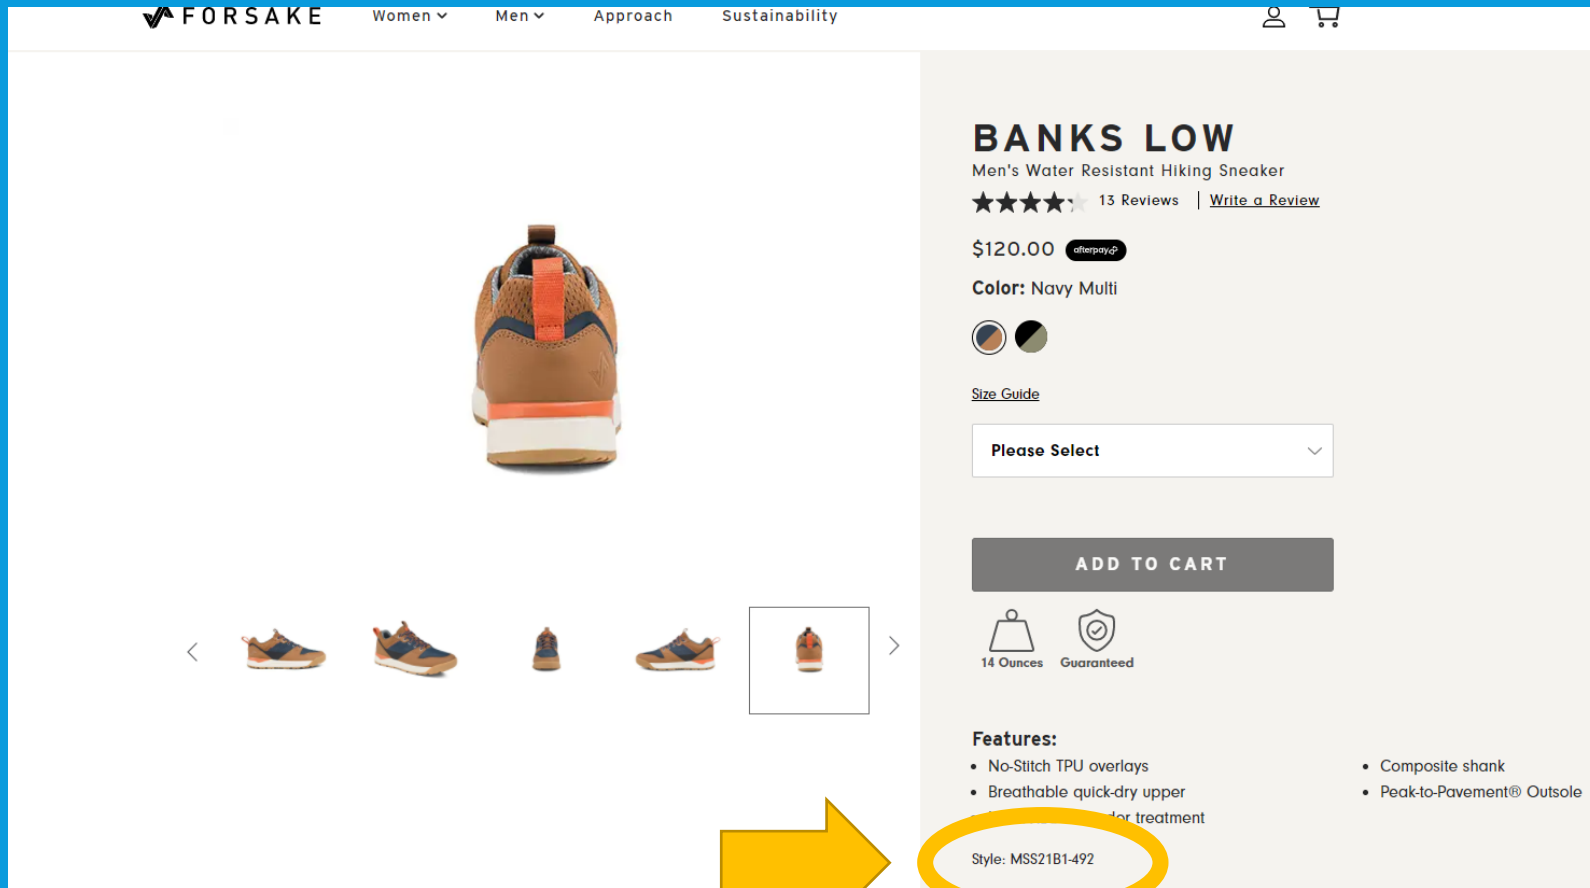 FORSAKE
Women
Men
Approach
Sustainability
BANKS LOW
Men's Water Resistant Hiking Sneaker
13 Reviews
Write a Review
$120.00 afterpay
Color: Navy Multi
Size Guide
Please Select
ADD TO CART
14 Ounces
Guaranteed
Features:
• No-Stitch TPU overlays
• Breathable quick-dry upper
treatment
• Composite shank
• Peak-to-Pavement® Outsole
Style: MSS21B1-492